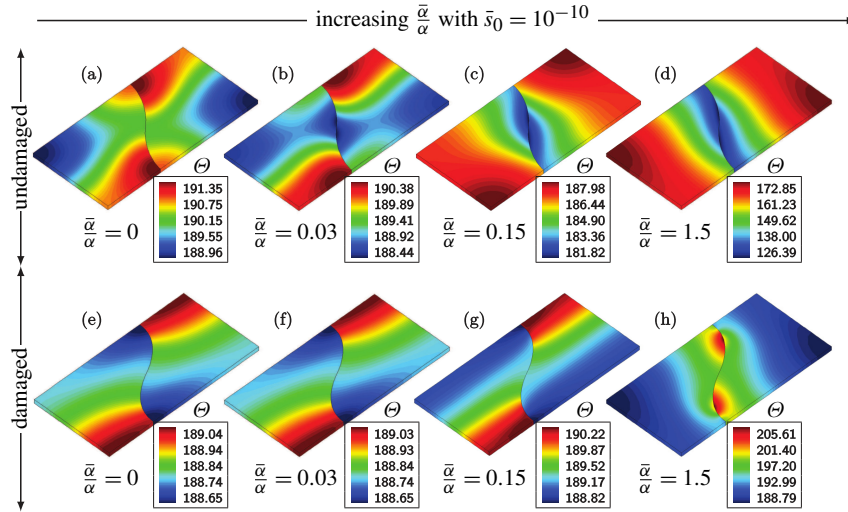 increasing ᾱ/α with s̄₀ = 10⁻¹⁰
undamaged
(a) (b) (c) (d)
Θ Θ Θ Θ
191.35 190.38 187.98 172.85
190.75 189.89 186.44 161.23
190.15 189.41 184.90 149.62
189.55 188.92 183.36 138.00
188.96 188.44 181.82 126.39
ᾱ/α = 0 ᾱ/α = 0.03 ᾱ/α = 0.15 ᾱ/α = 1.5
damaged
(e) (f) (g) (h)
Θ Θ Θ Θ
189.04 189.03 190.22 205.61
188.94 188.93 189.87 201.40
188.84 188.84 189.52 197.20
188.74 188.74 189.17 192.99
188.65 188.65 188.82 188.79
ᾱ/α = 0 ᾱ/α = 0.03 ᾱ/α = 0.15 ᾱ/α = 1.5